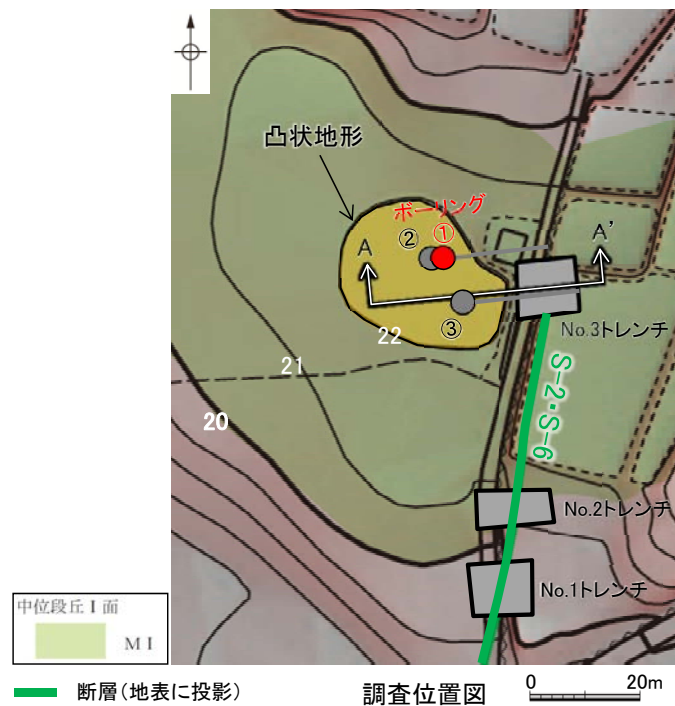 凸状地形
ボーリング
①
②
A
A'
③
No.3トレンチ
22
21
20
S-2・S-6
No.2トレンチ
No.1トレンチ
中位段丘Ⅰ面
MⅠ
断層(地表に投影)
調査位置図
0 20m